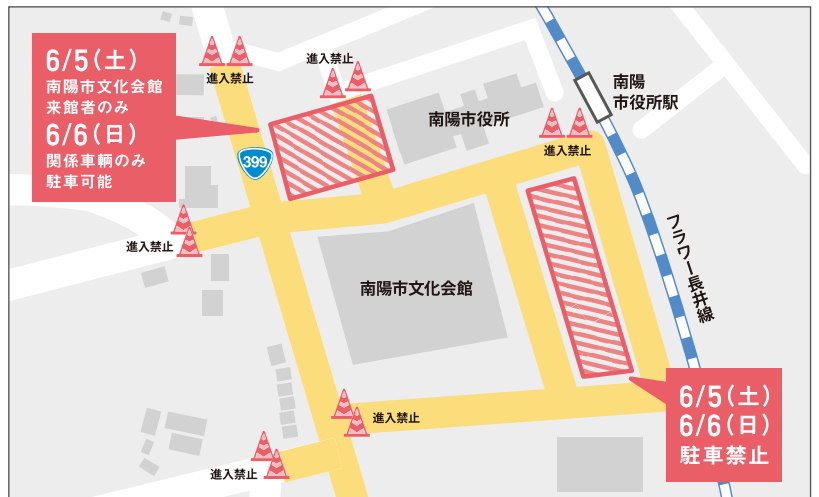 6/5(土)
南陽市文化会館
来館者のみ
6/6(日)
関係車輌のみ
駐車可能
進入禁止
進入禁止
南陽市役所
南陽
市役所駅
進入禁止
399
進入禁止
フラワー長井線
南陽市文化会館
6/5(土)
6/6(日)
駐車禁止
進入禁止
進入禁止